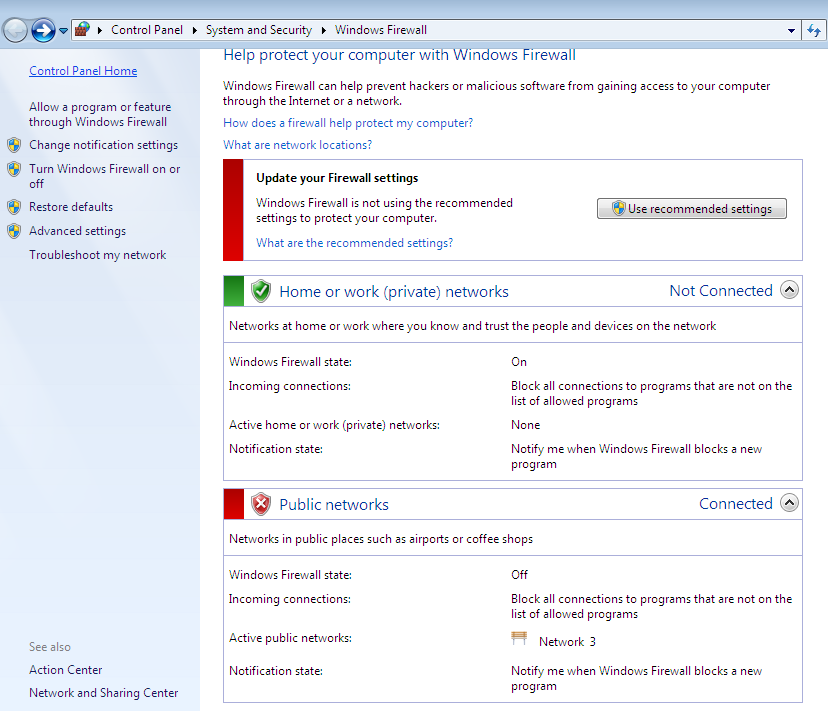 Control Panel ▸ System and Security ▸ Windows Firewall
Control Panel Home
Allow a program or feature
through Windows Firewall
Change notification settings
Turn Windows Firewall on or
off
Restore defaults
Advanced settings
Troubleshoot my network
See also
Action Center
Network and Sharing Center
Help protect your computer with Windows Firewall
Windows Firewall can help prevent hackers or malicious software from gaining access to your computer
through the Internet or a network.
How does a firewall help protect my computer?
What are network locations?
Update your Firewall settings
Windows Firewall is not using the recommended
settings to protect your computer.
What are the recommended settings?
Use recommended settings
Home or work (private) networks Not Connected
Networks at home or work where you know and trust the people and devices on the network
Windows Firewall state: On
Incoming connections: Block all connections to programs that are not on the
list of allowed programs
Active home or work (private) networks: None
Notification state: Notify me when Windows Firewall blocks a new
program
Public networks Connected
Networks in public places such as airports or coffee shops
Windows Firewall state: Off
Incoming connections: Block all connections to programs that are not on the
list of allowed programs
Active public networks: Network 3
Notification state: Notify me when Windows Firewall blocks a new
program